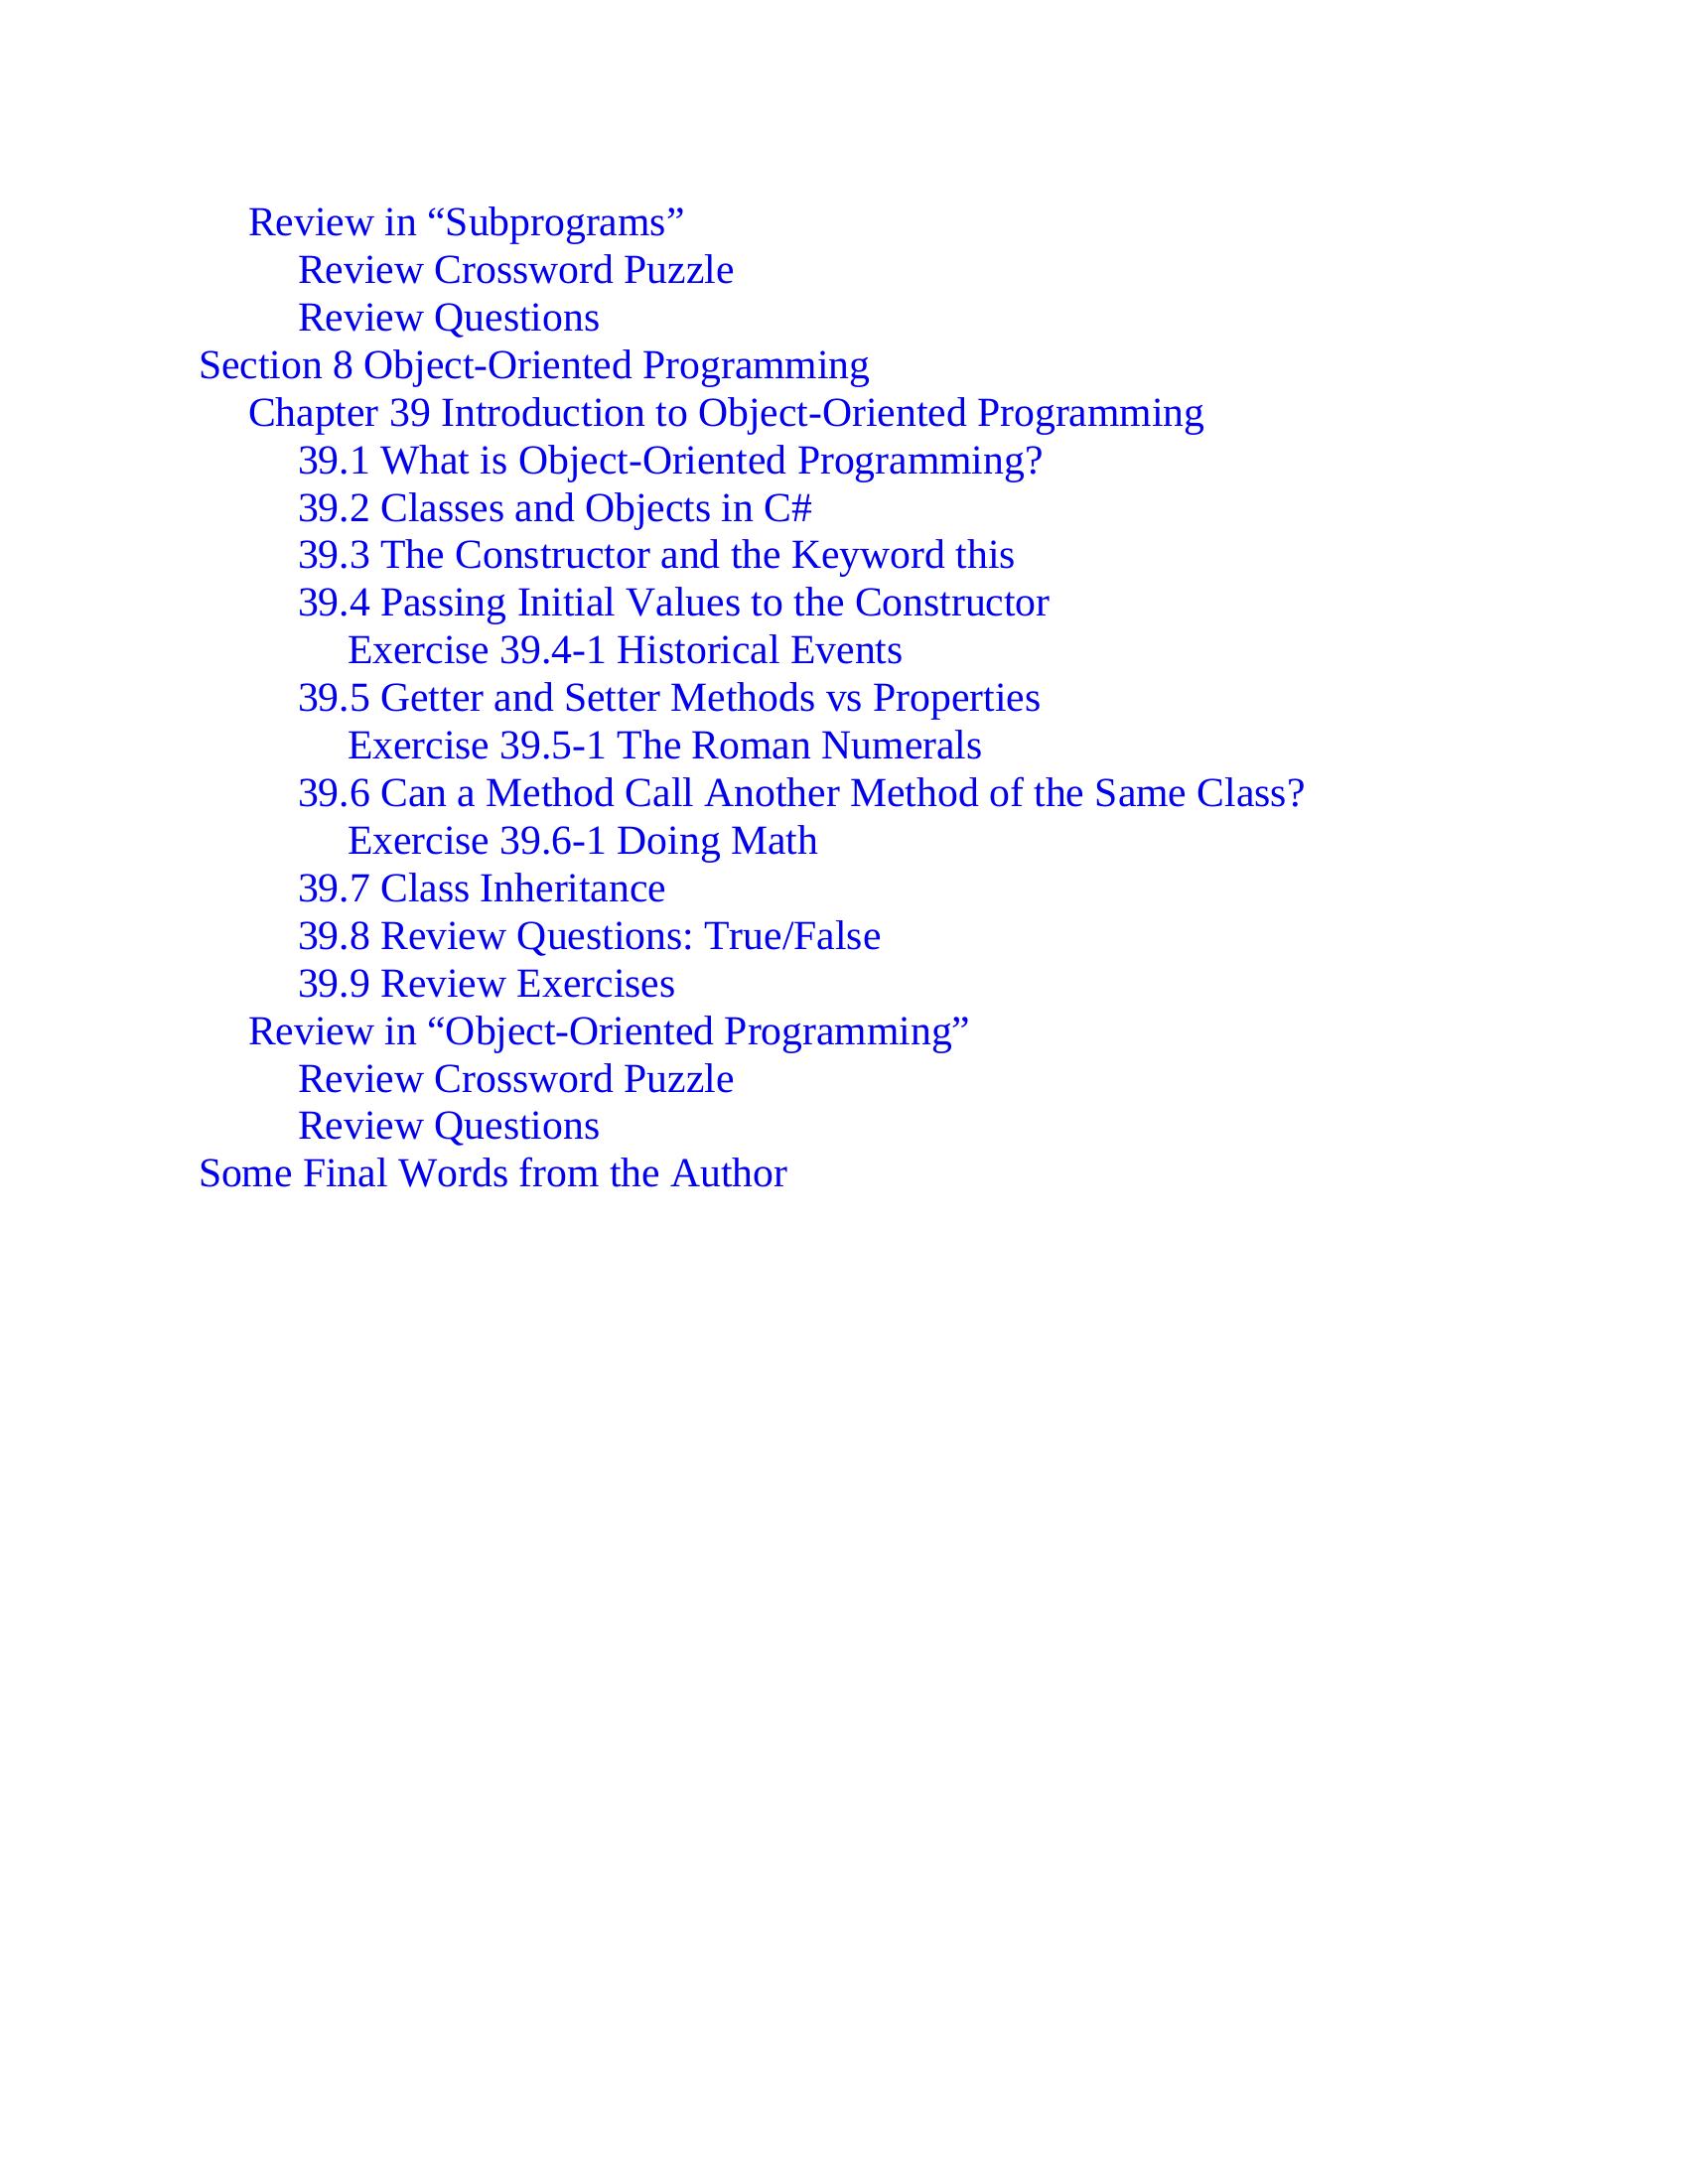 Review in “Subprograms”
Review Crossword Puzzle
Review Questions
Section 8 Object-Oriented Programming
Chapter 39 Introduction to Object-Oriented Programming
39.1 What is Object-Oriented Programming?
39.2 Classes and Objects in C#
39.3 The Constructor and the Keyword this
39.4 Passing Initial Values to the Constructor
Exercise 39.4-1 Historical Events
39.5 Getter and Setter Methods vs Properties
Exercise 39.5-1 The Roman Numerals
39.6 Can a Method Call Another Method of the Same Class?
Exercise 39.6-1 Doing Math
39.7 Class Inheritance
39.8 Review Questions: True/False
39.9 Review Exercises
Review in “Object-Oriented Programming”
Review Crossword Puzzle
Review Questions
Some Final Words from the Author